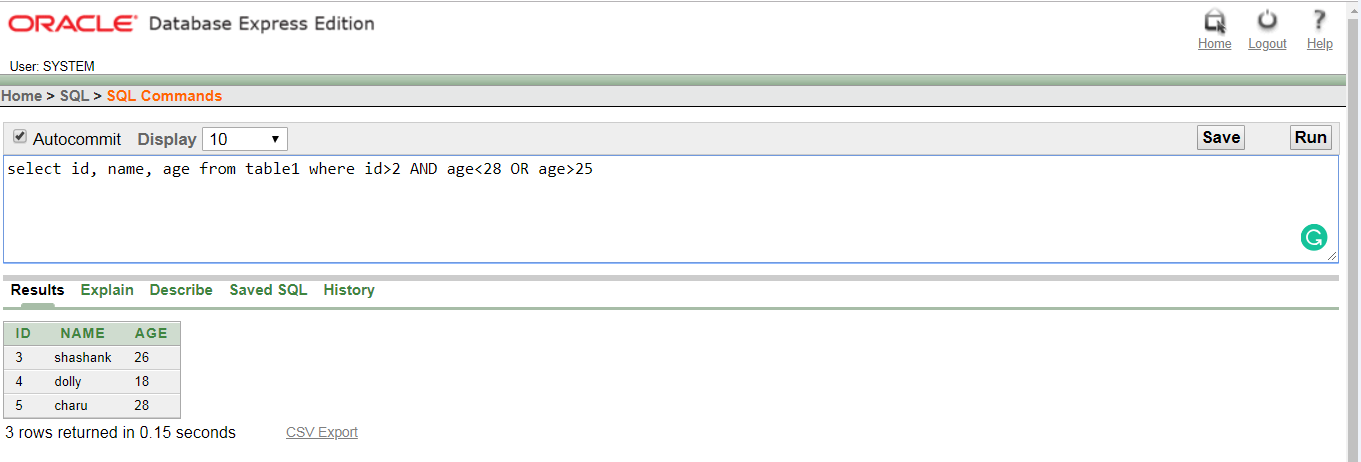 ORACLE Database Express Edition
Home Logout Help
User: SYSTEM
Home > SQL > SQL Commands
Autocommit Display 10 Save Run
select id, name, age from table1 where id>2 AND age<28 OR age>25
Results Explain Describe Saved SQL History
ID NAME AGE
3 shashank 26
4 dolly 18
5 charu 28
3 rows returned in 0.15 seconds CSV Export